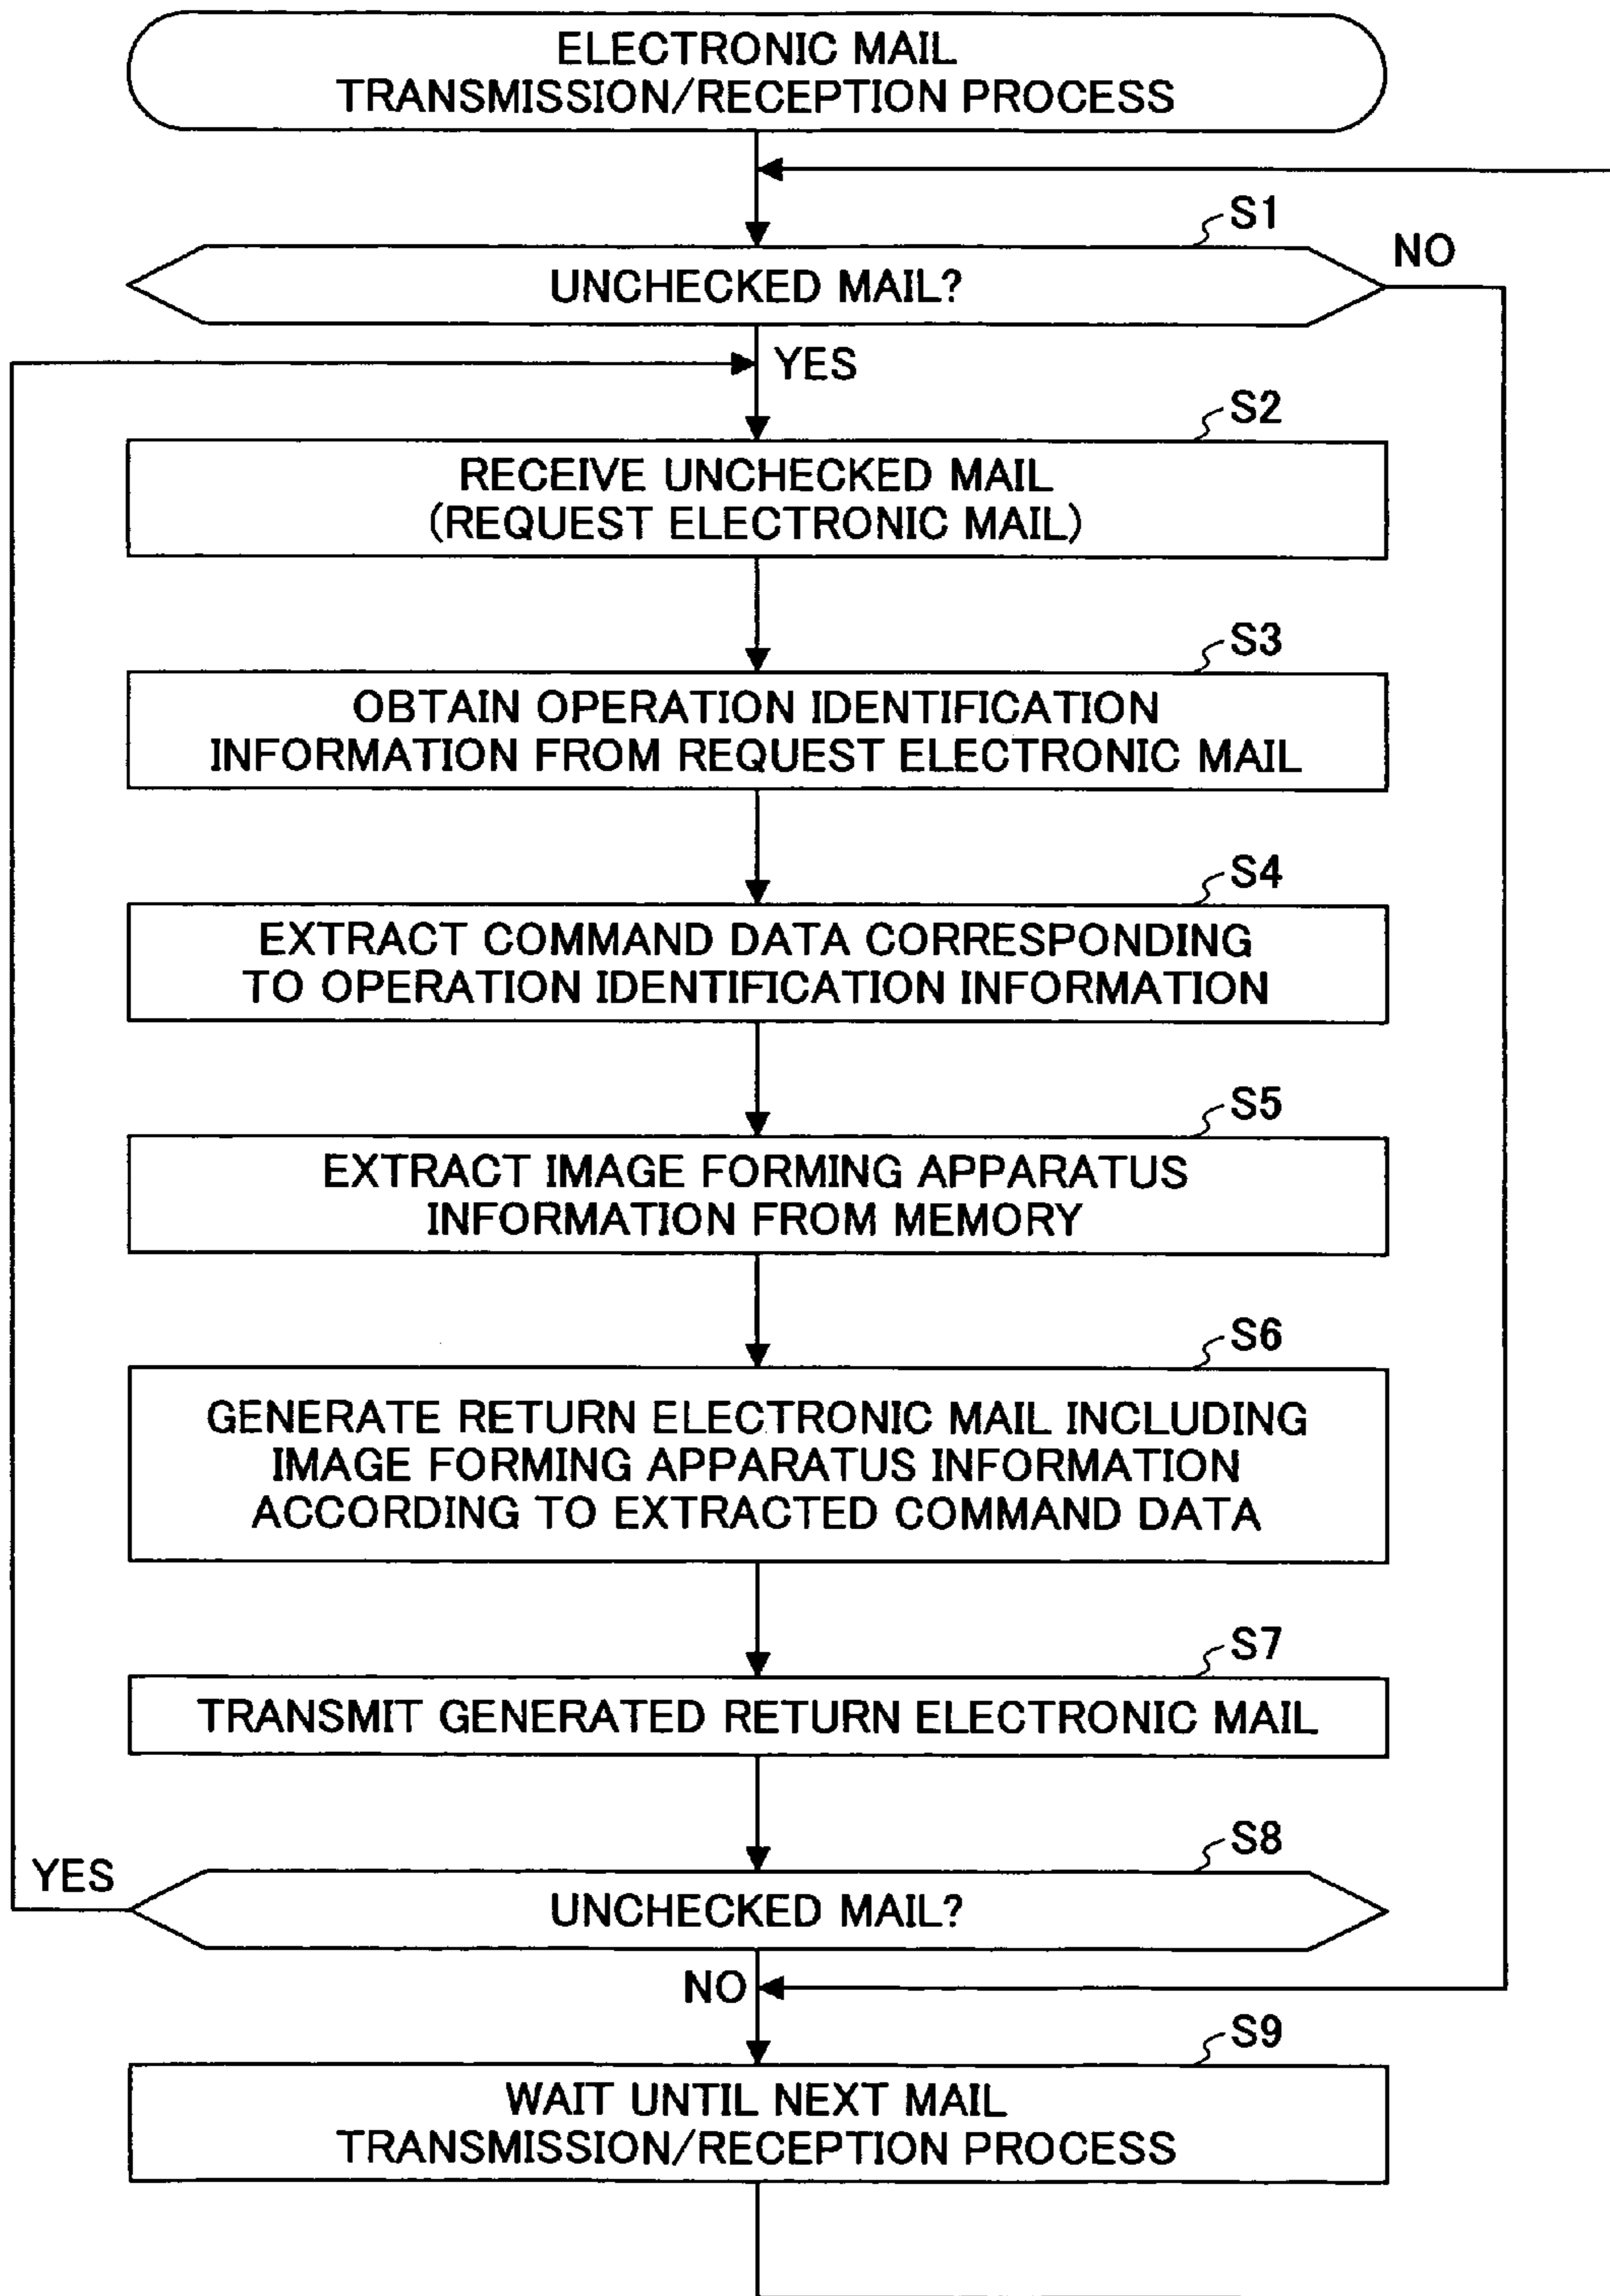 ELECTRONIC MAIL
TRANSMISSION/RECEPTION PROCESS
S1
NO
UNCHECKED MAIL?
YES
S2
RECEIVE UNCHECKED MAIL
(REQUEST ELECTRONIC MAIL)
S3
OBTAIN OPERATION IDENTIFICATION
INFORMATION FROM REQUEST ELECTRONIC MAIL
S4
EXTRACT COMMAND DATA CORRESPONDING
TO OPERATION IDENTIFICATION INFORMATION
S5
EXTRACT IMAGE FORMING APPARATUS
INFORMATION FROM MEMORY
S6
GENERATE RETURN ELECTRONIC MAIL INCLUDING
IMAGE FORMING APPARATUS INFORMATION
ACCORDING TO EXTRACTED COMMAND DATA
S7
TRANSMIT GENERATED RETURN ELECTRONIC MAIL
S8
YES
UNCHECKED MAIL?
NO
S9
WAIT UNTIL NEXT MAIL
TRANSMISSION/RECEPTION PROCESS